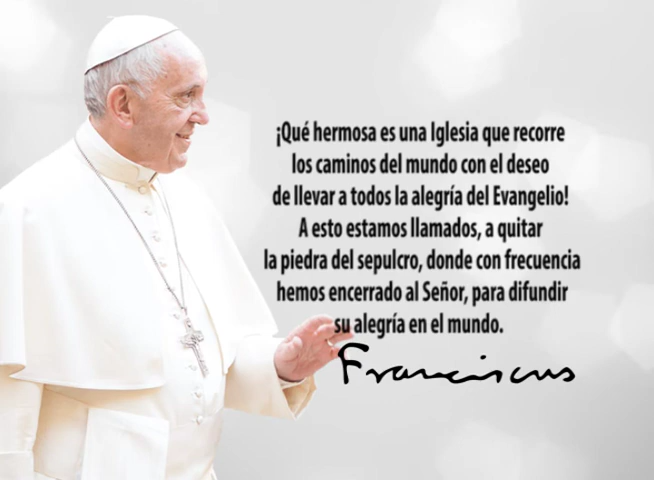 ¡Qué hermosa es una Iglesia que recorre
los caminos del mundo con el deseo
de llevar a todos la alegría del Evangelio!
A esto estamos llamados, a quitar
la piedra del sepulcro, donde con frecuencia
hemos encerrado al Señor, para difundir
su alegría en el mundo.
Franciscus